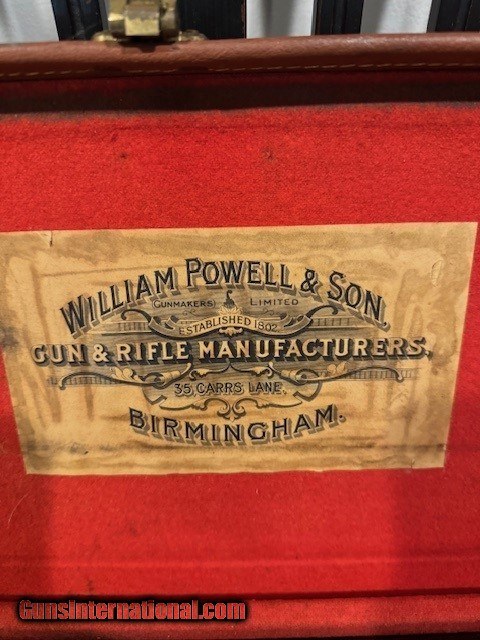 WILLIAM POWELL & SON,
(GUNMAKERS) LIMITED
ESTABLISHED 1802
GUN & RIFLE MANUFACTURERS,
35, CARRS LANE,
BIRMINGHAM.
GunsInternational.com